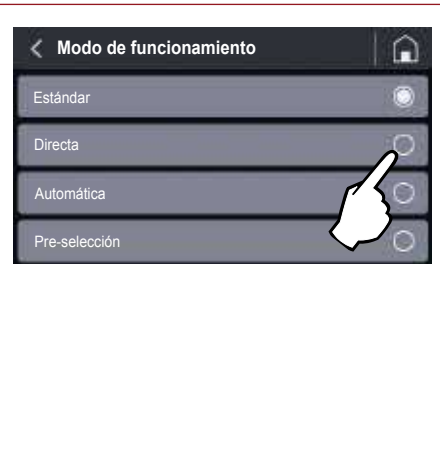 Modo de funcionamiento
Estándar
Directa
Automática
Pre-selección